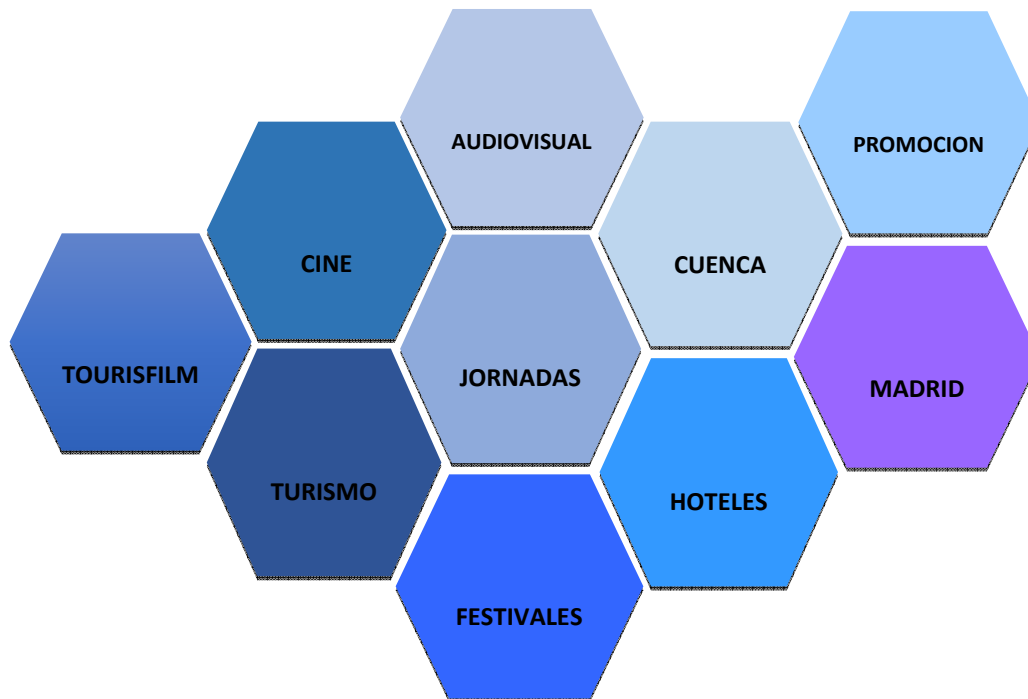 AUDIOVISUAL
PROMOCION
CINE
CUENCA
TOURISFILM
JORNADAS
MADRID
TURISMO
HOTELES
FESTIVALES